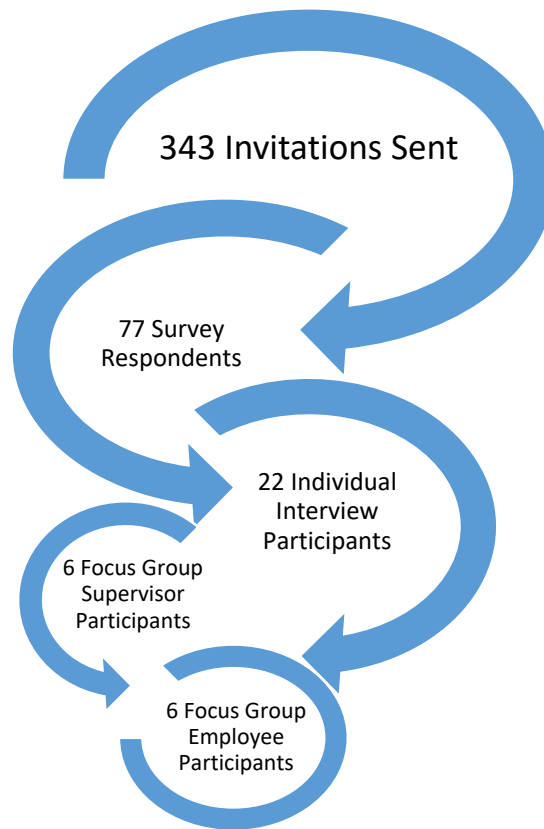 343 Invitations Sent
77 Survey
Respondents
22 Individual
Interview
Participants
6 Focus Group
Supervisor
Participants
6 Focus Group
Employee
Participants